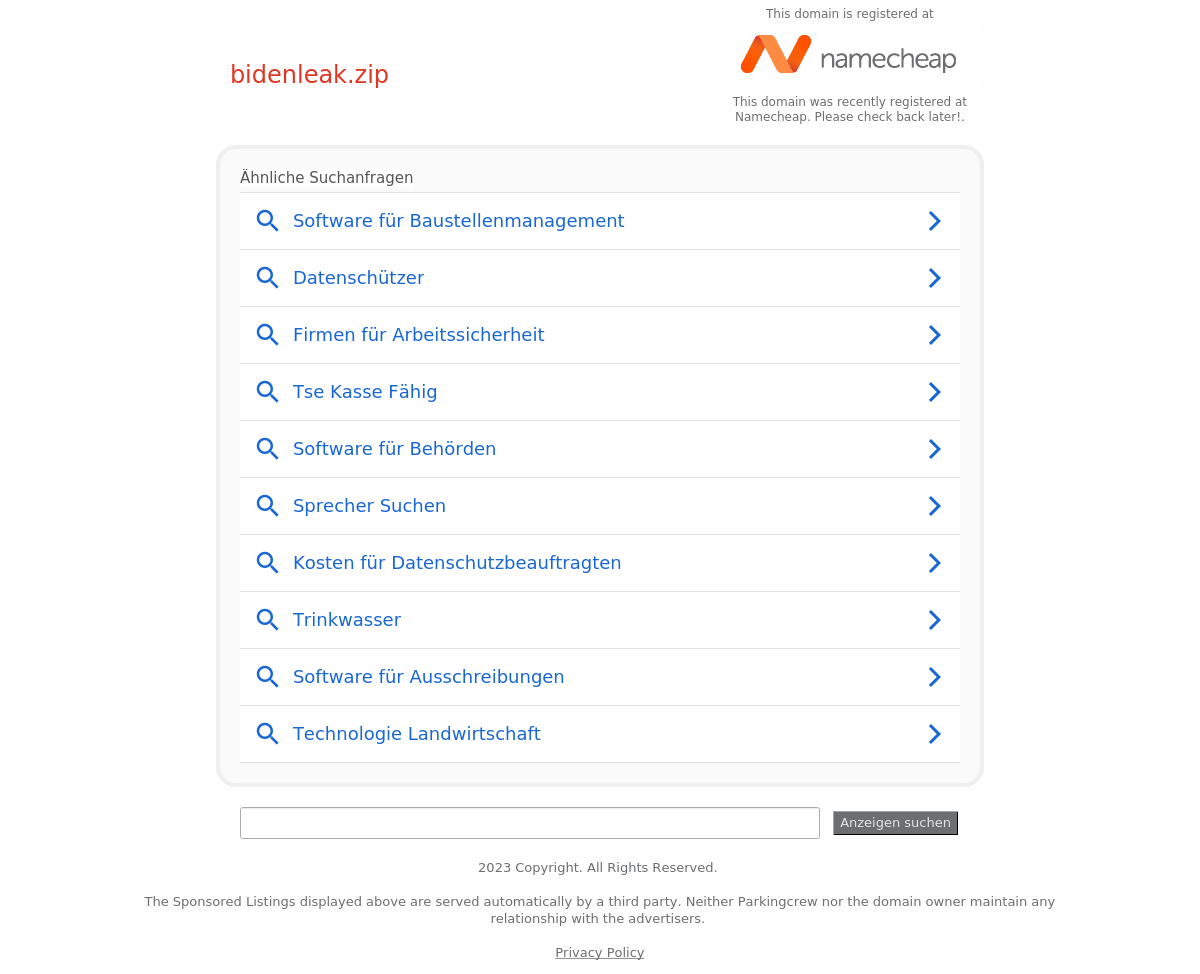 This domain is registered at
namecheap
bidenleak.zip
This domain was recently registered at
Namecheap. Please check back later!.
Ähnliche Suchanfragen
Software für Baustellenmanagement
Datenschützer
Firmen für Arbeitssicherheit
Tse Kasse Fähig
Software für Behörden
Sprecher Suchen
Kosten für Datenschutzbeauftragten
Trinkwasser
Software für Ausschreibungen
Technologie Landwirtschaft
Anzeigen suchen
2023 Copyright. All Rights Reserved.
The Sponsored Listings displayed above are served automatically by a third party. Neither Parkingcrew nor the domain owner maintain any
relationship with the advertisers.
Privacy Policy